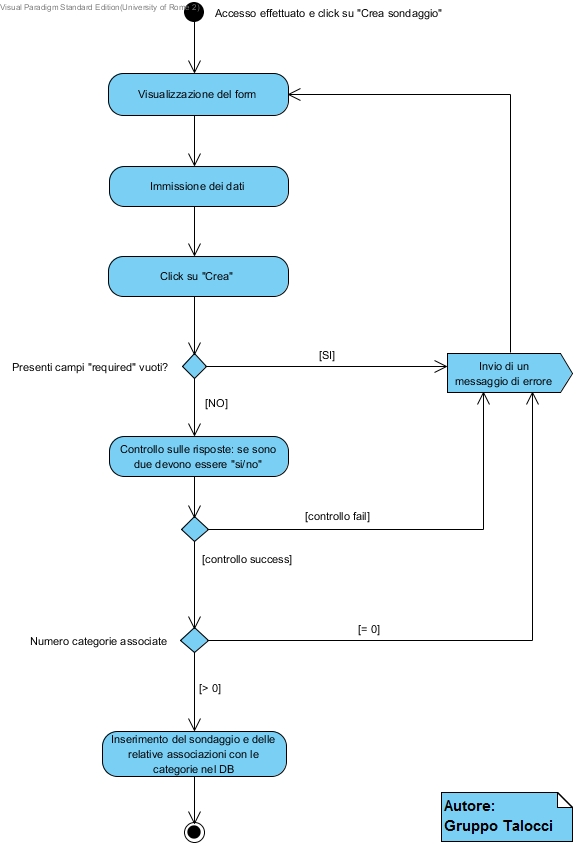 Visual Paradigm Standard Edition(University of Rome 2)
Accesso effettuato e click su "Crea sondaggio"
Visualizzazione del form
Immissione dei dati
Click su "Crea"
Presenti campi "required" vuoti?
[SI]
Invio di un
messaggio di errore
[NO]
Controllo sulle risposte: se sono
due devono essere "si/no"
[controllo fail]
[controllo success]
Numero categorie associate
[= 0]
[> 0]
Inserimento del sondaggio e delle
relative associazioni con le
categorie nel DB
Autore:
Gruppo Talocci